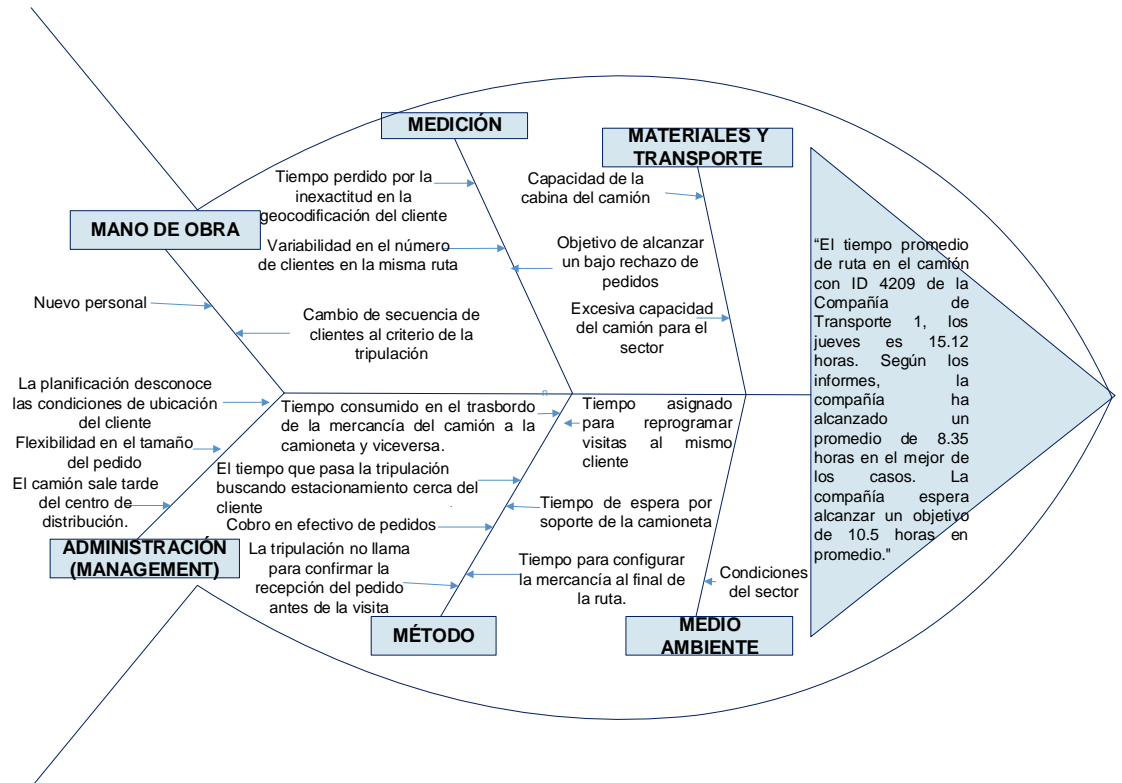 MEDICIÓN
MATERIALES Y
TRANSPORTE
Tiempo perdido por la
inexactitud en la
geocodificación del cliente
Capacidad de la
cabina del camión
MANO DE OBRA
Variabilidad en el número
de clientes en la misma ruta
Objetivo de alcanzar
un bajo rechazo de
pedidos
Nuevo personal
Cambio de secuencia de
clientes al criterio de la
tripulación
Excesiva capacidad
del camión para el
sector
“El tiempo promedio
de ruta en el camión
con ID 4209 de la
Compañía de
Transporte 1, los
jueves es 15.12
horas. Según los
informes, la
compañía ha
alcanzado un
promedio de 8.35
horas en el mejor de
los casos. La
compañía espera
alcanzar un objetivo
de 10.5 horas en
promedio."
La planificación desconoce
las condiciones de ubicación
del cliente
Flexibilidad en el tamaño
del pedido
El camión sale tarde
del centro de
distribución.
ADMINISTRACIÓN
(MANAGEMENT)
n
Tiempo consumido en el trasbordo
de la mercancía del camión a la
camioneta y viceversa.
El tiempo que pasa la tripulación
buscando estacionamiento cerca del
cliente
Cobro en efectivo de pedidos
La tripulación no llama
para confirmar la
recepción del pedido
antes de la visita
Tiempo asignado
para reprogramar
visitas al mismo
cliente
Tiempo de espera por
soporte de la camioneta
Tiempo para configurar
la mercancía al final de
la ruta.
Condiciones
del sector
MÉTODO
MEDIO
AMBIENTE